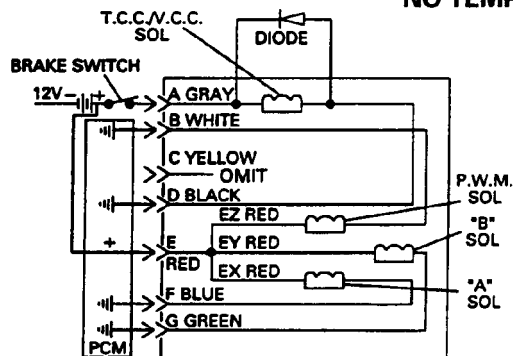 NO TEMP
T.C.C./V.C.C.
SOL
DIODE
BRAKE SWITCH
12V - +
A GRAY
B WHITE
C YELLOW
OMIT
D BLACK
P.W.M.
SOL
EZ RED
"B"
SOL
+
E
RED
EY RED
EX RED
"A"
SOL
F BLUE
G GREEN
PCM